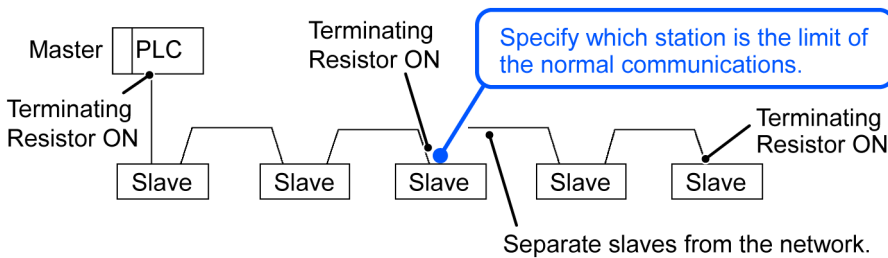 Master
PLC
Terminating
Resistor ON
Terminating
Resistor ON
Specify which station is the limit of
the normal communications.
Terminating
Resistor ON
Slave
Slave
Slave
Slave
Slave
Separate slaves from the network.